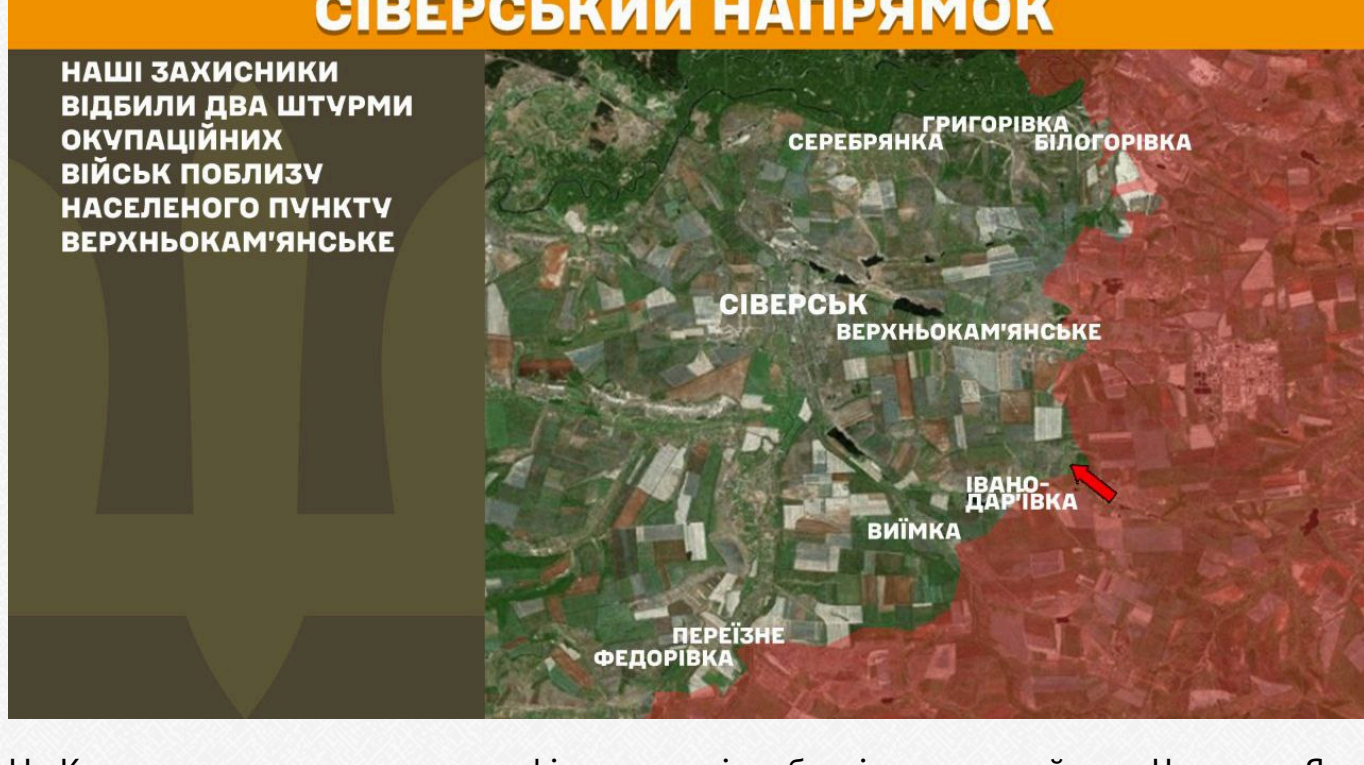 СІВЕРСЬКИЙ НАПРЯМОК
НАШІ ЗАХИСНИКИ
ВІДБИЛИ ДВА ШТУРМИ
ОКУПАЦІЙНИХ
ВІЙСЬК ПОБЛИЗУ
НАСЕЛЕНОГО ПУНКТУ
ВЕРХНЬОКАМ'ЯНСЬКЕ
ГРИГОРІВКА
СЕРЕБРЯНКА
БІЛОГОРІВКА
СІВЕРСЬК
ВЕРХНЬОКАМ'ЯНСЬКЕ
ІВАНО-
ДАР'ЇВКА
ВИЇМКА
ПЕРЕЇЗНЕ
ФЕДОРІВКА